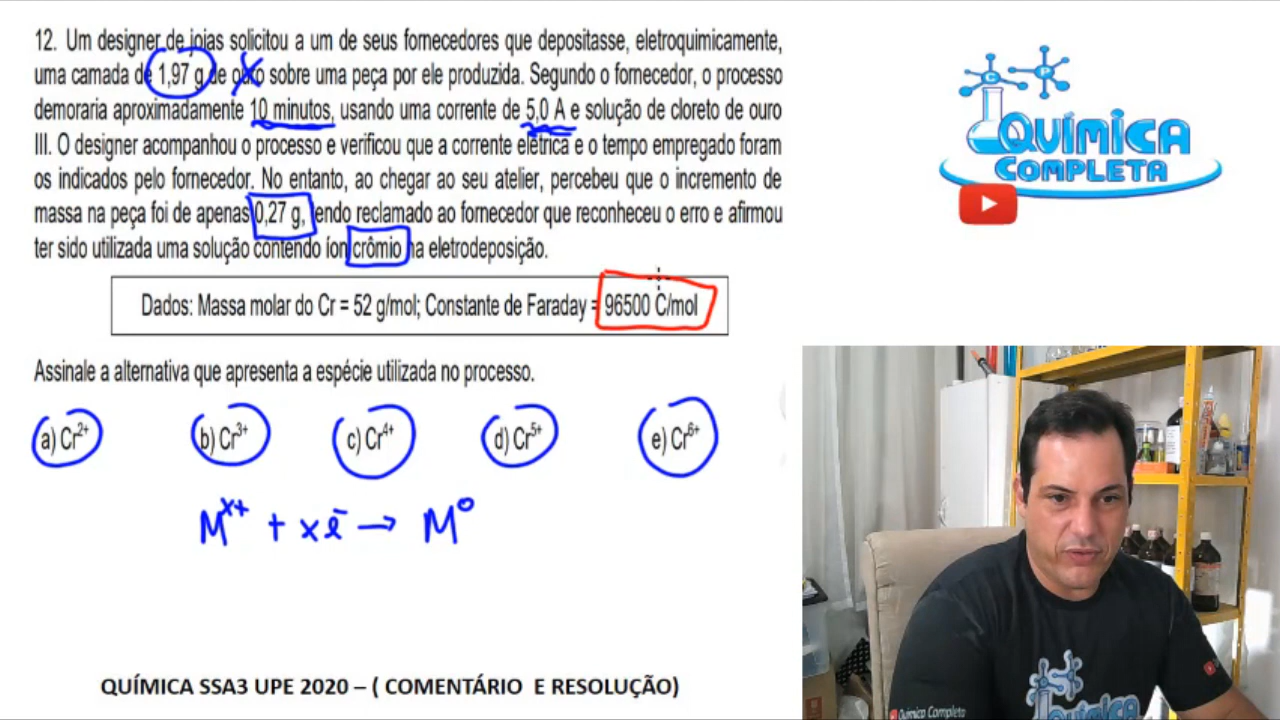 12. Um designer de joias solicitou a um de seus fornecedores que depositasse, eletroquimicamente,
uma camada de 1,97 g de ouro sobre uma peça por ele produzida. Segundo o fornecedor, o processo
demoraria aproximadamente 10 minutos, usando uma corrente de 5,0 A e solução de cloreto de ouro
III. O designer acompanhou o processo e verificou que a corrente elétrica e o tempo empregado foram
os indicados pelo fornecedor. No entanto, ao chegar ao seu atelier, percebeu que o incremento de
massa na peça foi de apenas 0,27 g, tendo reclamado ao fornecedor que reconheceu o erro e afirmou
ter sido utilizada uma solução contendo íon crômio na eletrodeposição.
Dados: Massa molar do Cr = 52 g/mol; Constante de Faraday = 96500 C/mol
Assinale a alternativa que apresenta a espécie utilizada no processo.
a) Cr²⁺ b) Cr³⁺ c) Cr⁴⁺ d) Cr⁵⁺ e) Cr⁶⁺
Mˣ⁺ + xē → M⁰
QUÍMICA SSA3 UPE 2020 – ( COMENTÁRIO E RESOLUÇÃO)
C P
QUÍMICA
COMPLETA
Química Completa
QUÍMICA